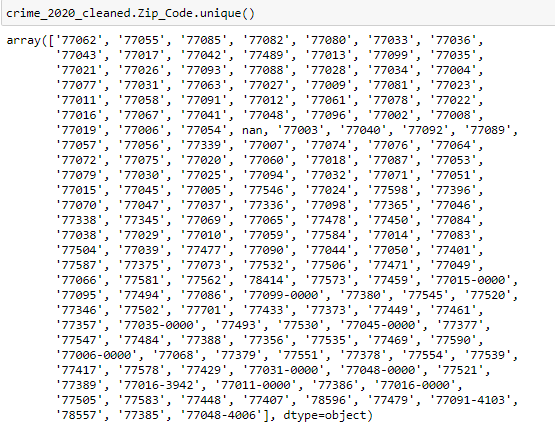 crime_2020_cleaned.Zip_Code.unique()
array(['77062', '77055', '77085', '77082', '77080', '77033', '77036',
'77043', '77017', '77042', '77489', '77013', '77099', '77035',
'77021', '77026', '77093', '77088', '77028', '77034', '77004',
'77077', '77031', '77063', '77027', '77009', '77081', '77023',
'77011', '77058', '77091', '77012', '77061', '77078', '77022',
'77016', '77067', '77041', '77048', '77096', '77002', '77008',
'77019', '77006', '77054', nan, '77003', '77040', '77092', '77089',
'77057', '77056', '77339', '77007', '77074', '77076', '77064',
'77072', '77075', '77020', '77060', '77018', '77087', '77053',
'77079', '77030', '77025', '77094', '77032', '77071', '77051',
'77015', '77045', '77005', '77546', '77024', '77598', '77396',
'77070', '77047', '77037', '77336', '77098', '77365', '77046',
'77338', '77345', '77069', '77065', '77478', '77450', '77084',
'77038', '77029', '77010', '77059', '77584', '77014', '77083',
'77504', '77039', '77477', '77090', '77044', '77050', '77401',
'77587', '77375', '77073', '77532', '77506', '77471', '77049',
'77066', '77581', '77562', '78414', '77573', '77459', '77015-0000',
'77095', '77494', '77086', '77099-0000', '77380', '77545', '77520',
'77346', '77502', '77701', '77433', '77373', '77449', '77461',
'77357', '77035-0000', '77493', '77530', '77045-0000', '77377',
'77547', '77484', '77388', '77356', '77535', '77469', '77590',
'77006-0000', '77068', '77379', '77551', '77378', '77554', '77539',
'77417', '77578', '77429', '77031-0000', '77048-0000', '77521',
'77389', '77016-3942', '77011-0000', '77386', '77016-0000',
'77505', '77583', '77448', '77407', '78596', '77479', '77091-4103',
'78557', '77385', '77048-4006'], dtype=object)